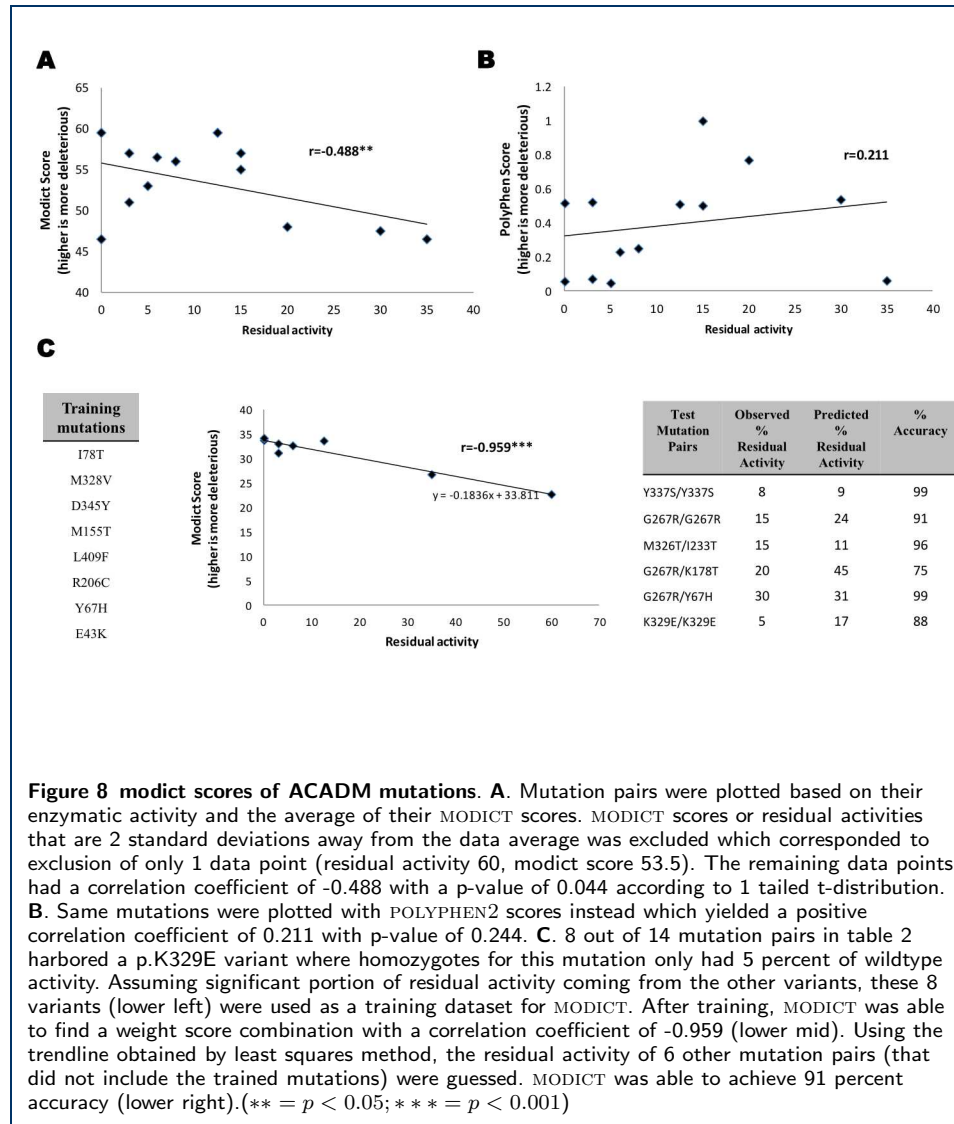 A
65
60
55
50
45
40
Modict Score
(higher is more deleterious)
r=-0.488**
0 5 10 15 20 25 30 35 40
Residual activity
B
1.2
1
0.8
0.6
0.4
0.2
0
PolyPhen Score
(higher is more deleterious)
r=0.211
0 5 10 15 20 25 30 35 40
Residual activity
C
Training
mutations
I78T
M328V
D345Y
M155T
L409F
R206C
Y67H
E43K
40
35
30
25
20
15
10
5
0
Modict Score
(higher is more deleterious)
r=-0.959***
y = -0.1836x + 33.811
0 10 20 30 40 50 60 70
Residual activity
Test
Mutation
Pairs
Observed
%
Residual
Activity
Predicted
%
Residual
Activity
%
Accuracy
Y337S/Y337S 8 9 99
G267R/G267R 15 24 91
M326T/I233T 15 11 96
G267R/K178T 20 45 75
G267R/Y67H 30 31 99
K329E/K329E 5 17 88
Figure 8 modict scores of ACADM mutations. A. Mutation pairs were plotted based on their
enzymatic activity and the average of their MODICT scores. MODICT scores or residual activities
that are 2 standard deviations away from the data average was excluded which corresponded to
exclusion of only 1 data point (residual activity 60, modict score 53.5). The remaining data points
had a correlation coefficient of -0.488 with a p-value of 0.044 according to 1 tailed t-distribution.
B. Same mutations were plotted with POLYPHEN2 scores instead which yielded a positive
correlation coefficient of 0.211 with p-value of 0.244. C. 8 out of 14 mutation pairs in table 2
harbored a p.K329E variant where homozygotes for this mutation only had 5 percent of wildtype
activity. Assuming significant portion of residual activity coming from the other variants, these 8
variants (lower left) were used as a training dataset for MODICT. After training, MODICT was able
to find a weight score combination with a correlation coefficient of -0.959 (lower mid). Using the
trendline obtained by least squares method, the residual activity of 6 other mutation pairs (that
did not include the trained mutations) were guessed. MODICT was able to achieve 91 percent
accuracy (lower right).(** = p < 0.05; * * * = p < 0.001)